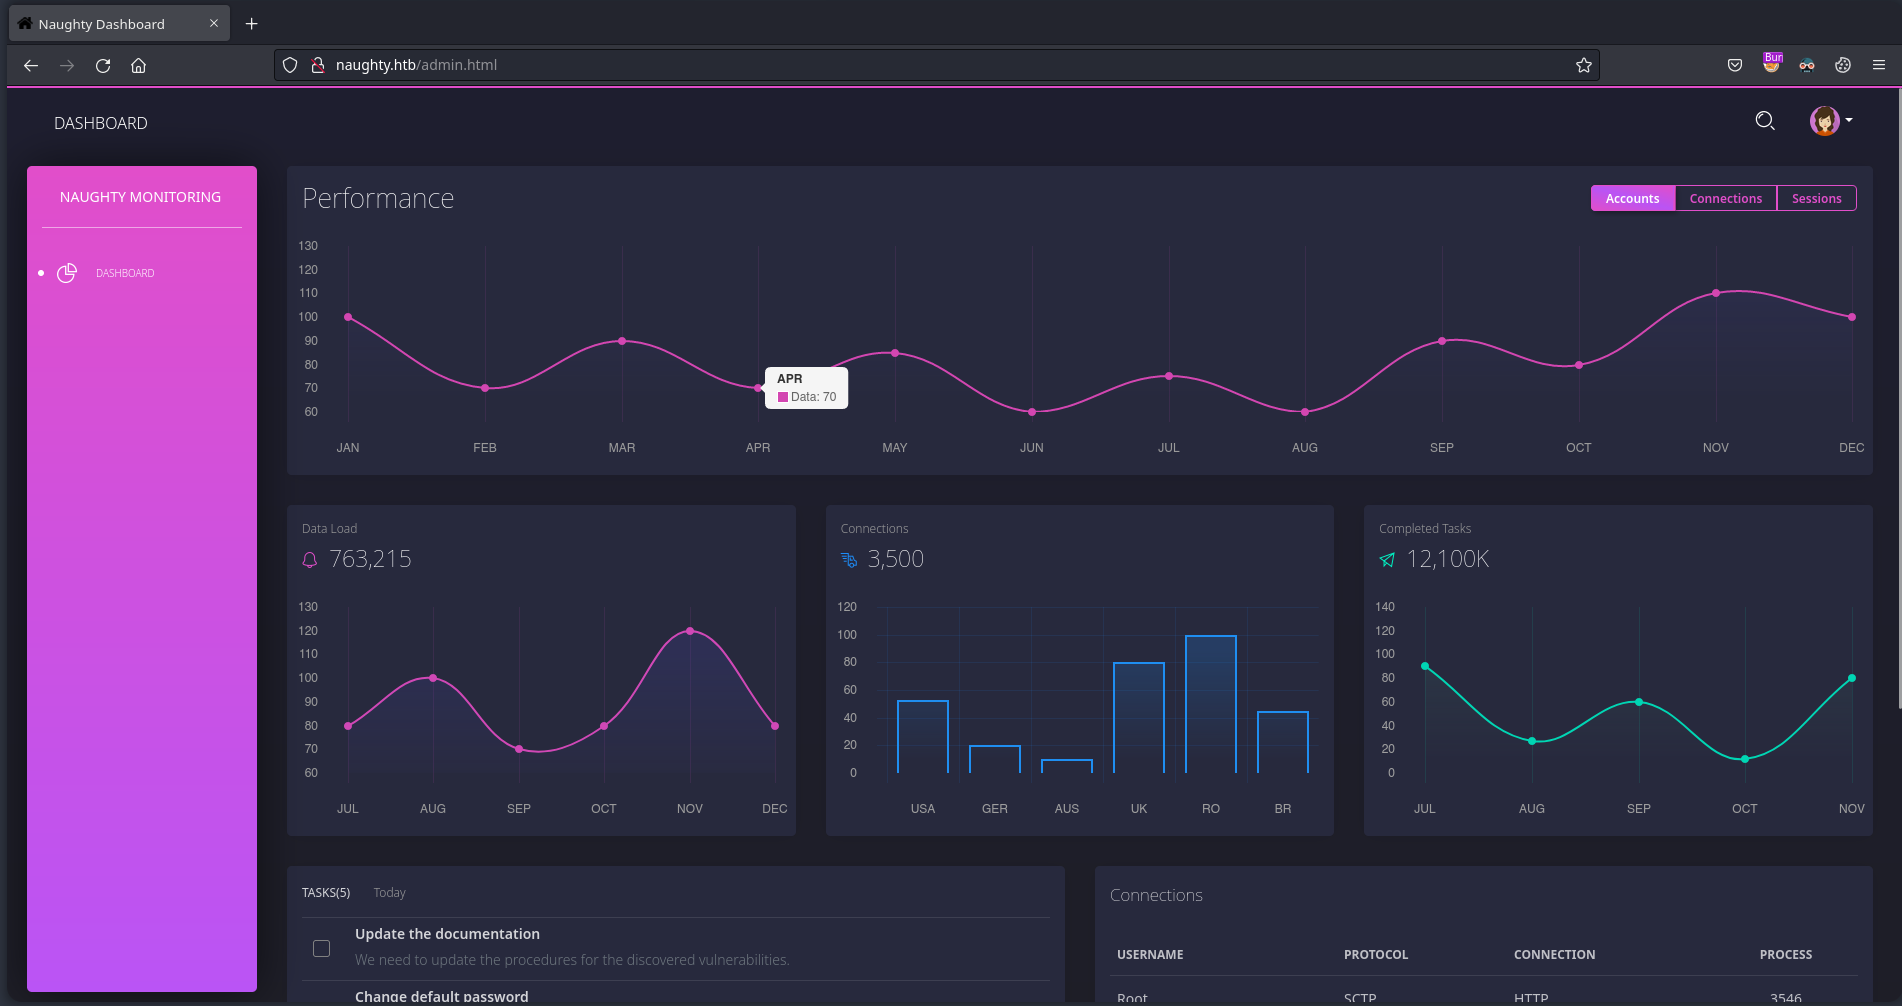 Naughty Dashboard
naughty.htb/admin.html
Bur
DASHBOARD
NAUGHTY MONITORING
DASHBOARD
Performance
Accounts Connections Sessions
130
120
110
100
90
80
70
60
APR
Data: 70
JAN FEB MAR APR MAY JUN JUL AUG SEP OCT NOV DEC
Data Load
763,215
130
120
110
100
90
80
70
60
JUL AUG SEP OCT NOV DEC
Connections
3,500
120
100
80
60
40
20
0
USA GER AUS UK RO BR
Completed Tasks
12,100K
140
120
100
80
60
40
20
0
JUL AUG SEP OCT NOV
TASKS(5) Today
Update the documentation
We need to update the procedures for the discovered vulnerabilities.
Change default password
Connections
USERNAME PROTOCOL CONNECTION PROCESS
Root SCTP HTTP 3546